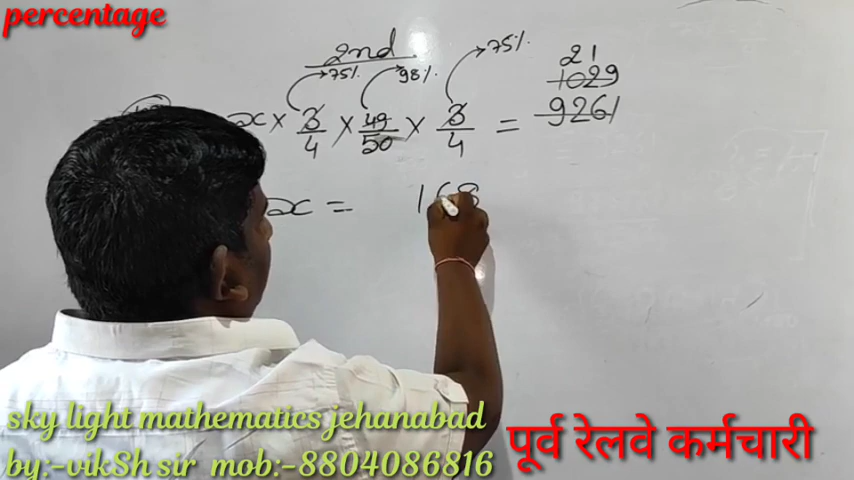 percentage
2nd
75% 98% 75%
21
1029
x × 3/4 × 49/50 × 3/4 = 9261
x = 168
sky light mathematics jehanabad
by:-vikSh sir mob:-8804086816
पूर्व रेलवे कर्मचारी